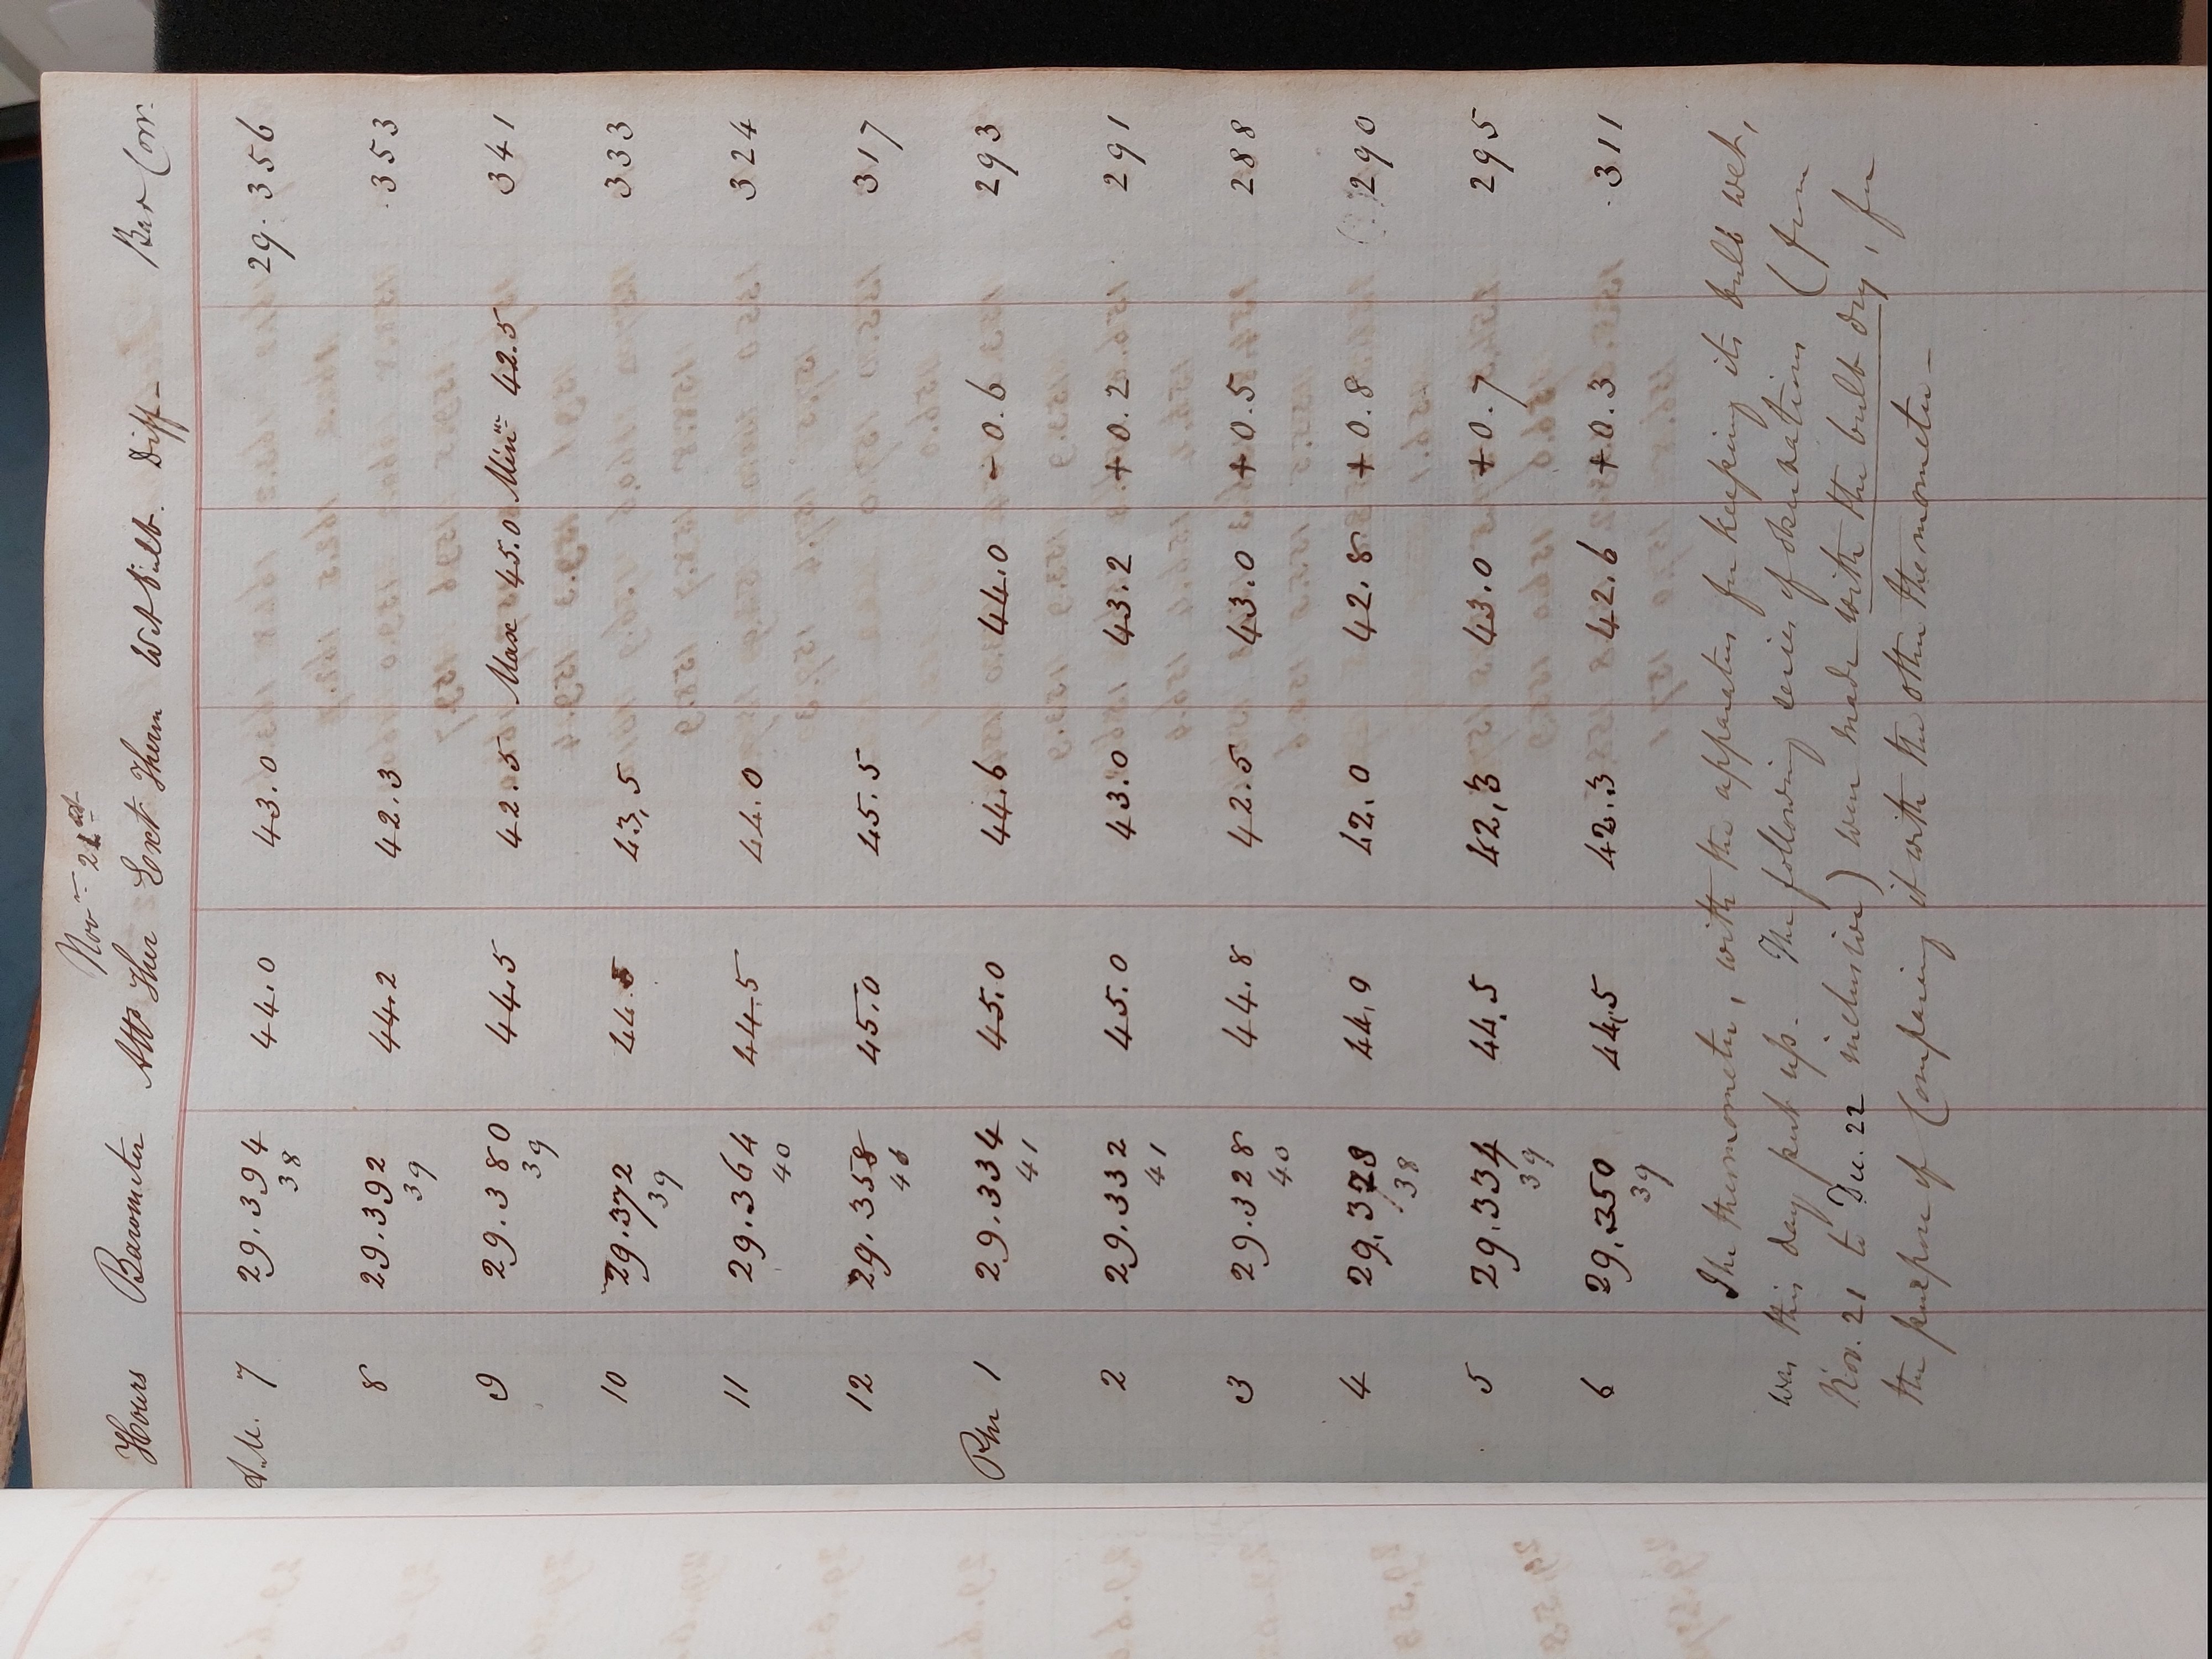 Novr 21st
Hours Barometer Attd Ther Ext Therm Wet bulb. Diff- Bar Corr.
A.M. 7 29.394 44.0 43.0 29.356
38
8 29.392 44.2 42.3 .353
39
9 29.380 44.5 42.5 Max 45.0 Minm 42.5 341
39
10 29.372 44.5 43,5 333
39
11 29.364 44.5 44.0 324
40
12 29.358 45.0 45.5 317
Pm 1 29.334 45.0 44.6 44.0 -0.6 293
41
2 29.332 45.0 43.0 43.2 +0.2 291
41
3 29.328 44.8 42.5 43.0 +0.5 288
40
4 44,0 42.0 42.8 +0.8 290
38
5 29,334 44,5 42,3 43.0 +0.7 295
39
6 29,350 44,5 42.3 42.6 +0.3 .311
39
The thermometer, with the apparatus for keeping its bulb wet,
was this day put up. The following series of observations (from
Nov. 21 to Dec. 22 inclusive) were made with the bulb dry, for
the purpose of Comparing it with the other thermometer -